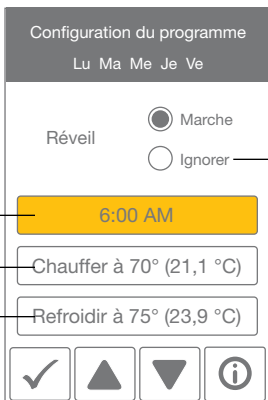 Configuration du programme
Lu Ma Me Je Ve
Réveil
Marche
Ignorer
6:00 AM
Chauffer à 70° (21,1 °C)
Refroidir à 75° (23,9 °C)